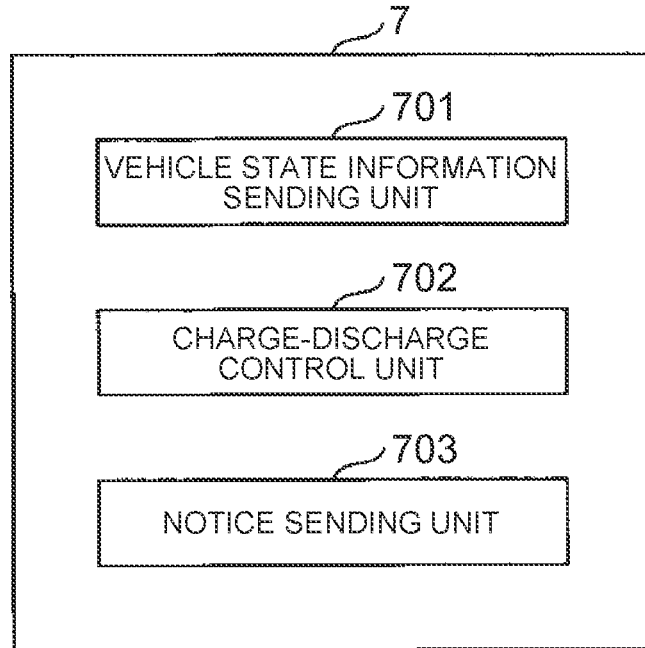 7
701
VEHICLE STATE INFORMATION
SENDING UNIT
702
CHARGE-DISCHARGE
CONTROL UNIT
703
NOTICE SENDING UNIT